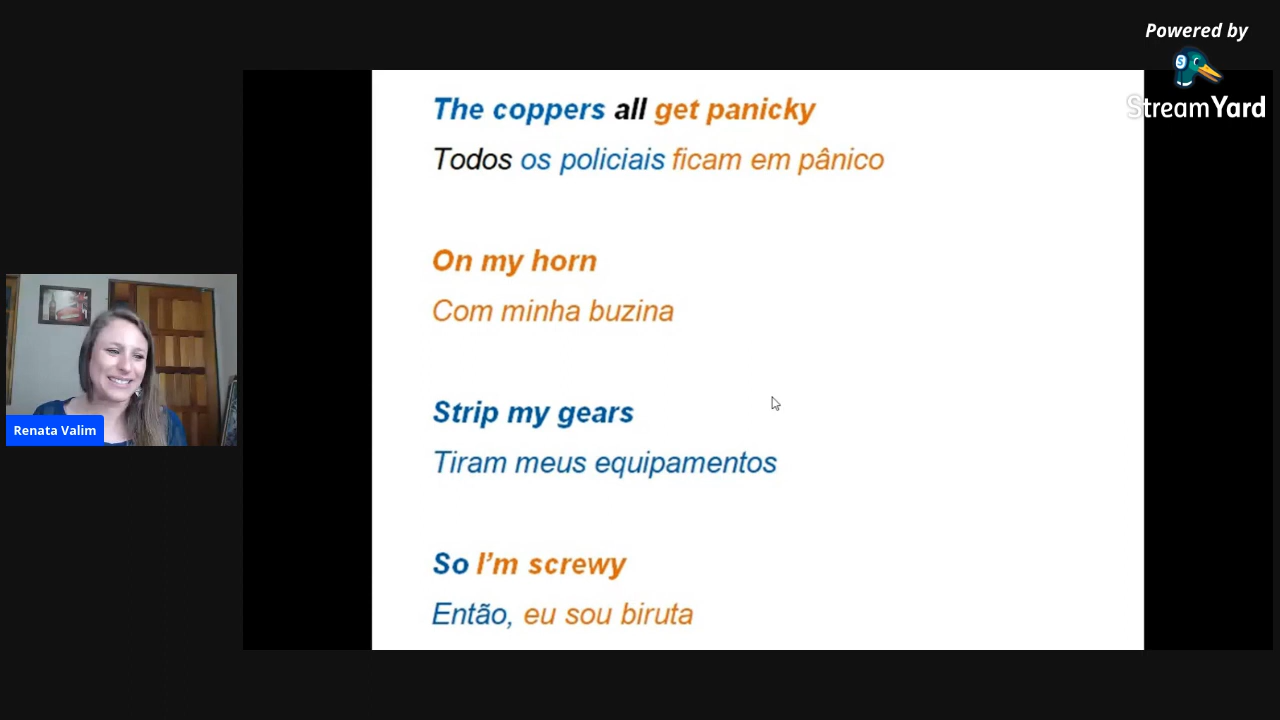 Powered by
StreamYard
The coppers all get panicky
Todos os policiais ficam em pânico
On my horn
Com minha buzina
Strip my gears
Tiram meus equipamentos
So I'm screwy
Então, eu sou biruta
Renata Valim